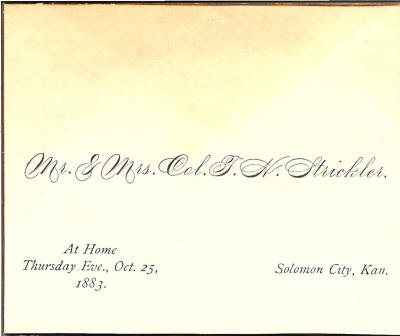 Mr. & Mrs. Col. T. N. Strickler.
At Home
Thursday Eve., Oct. 25,
1883.
Solomon City, Kan.